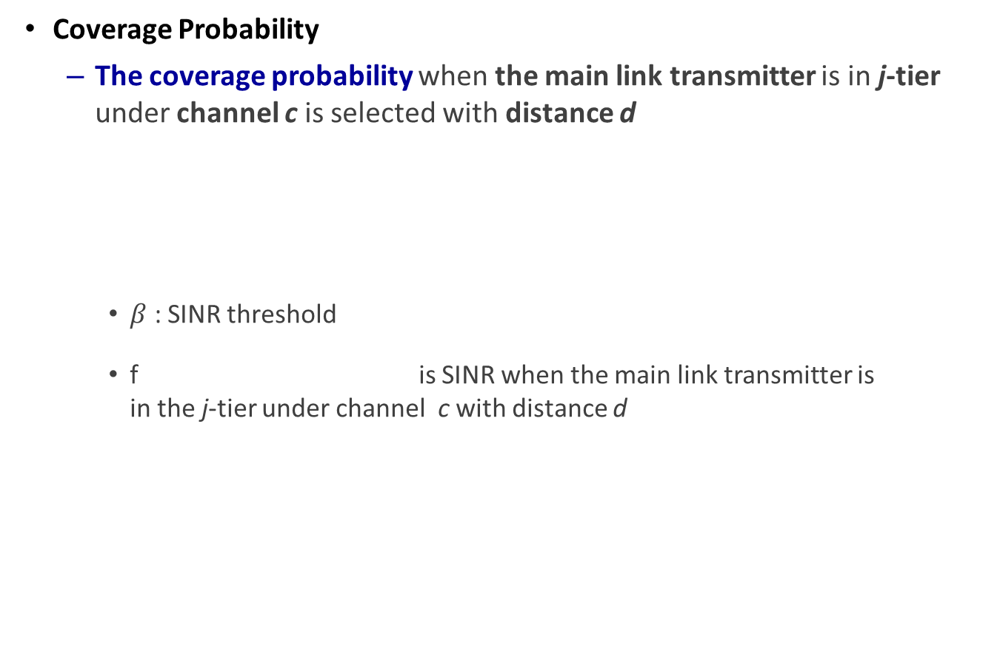 • Coverage Probability
– The coverage probability when the main link transmitter is in j-tier
under channel c is selected with distance d
• β : SINR threshold
• f is SINR when the main link transmitter is
in the j-tier under channel c with distance d